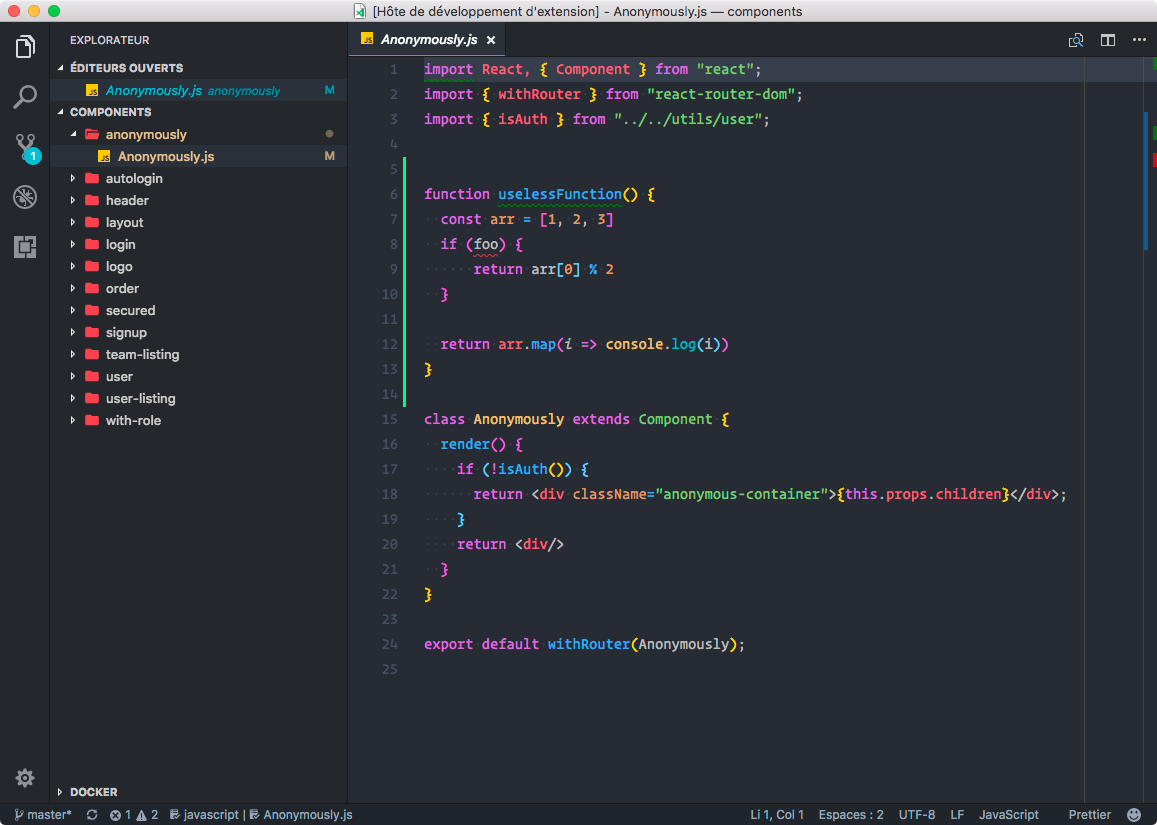 [Hôte de développement d'extension] - Anonymously.js — components
EXPLORATEUR
ÉDITEURS OUVERTS
JS Anonymously.js anonymously M
COMPONENTS
anonymously
JS Anonymously.js M
autologin
header
layout
login
logo
order
secured
signup
team-listing
user
user-listing
with-role
DOCKER
1
JS Anonymously.js ×
1 import React, { Component } from "react";
2 import { withRouter } from "react-router-dom";
3 import { isAuth } from "../../utils/user";
4
5
6 function uselessFunction() {
7 const arr = [1, 2, 3]
8 if (foo) {
9 return arr[0] % 2
10 }
11
12 return arr.map(i => console.log(i))
13 }
14
15 class Anonymously extends Component {
16 render() {
17 if (!isAuth()) {
18 return <div className="anonymous-container">{this.props.children}</div>;
19 }
20 return <div/>
21 }
22 }
23
24 export default withRouter(Anonymously);
25
master* 1 2 javascript | Anonymously.js Li 1, Col 1 Espaces : 2 UTF-8 LF JavaScript Prettier